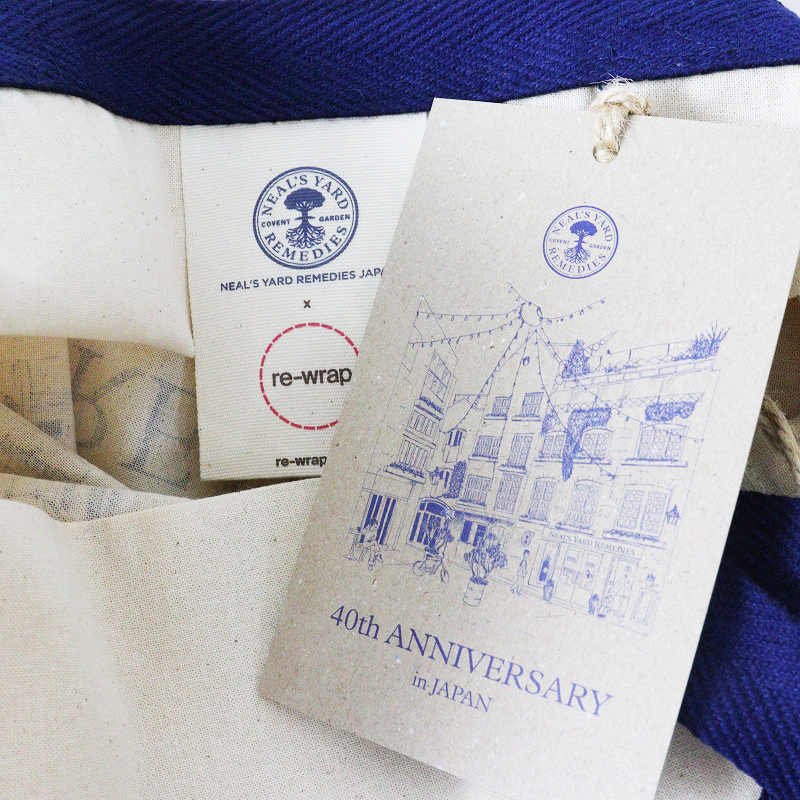 NEAL'S YARD
COVENT GARDEN
REMEDIES
NEAL'S YARD REMEDIES JAPA
x
re-wrap
re-wrap
NEAL'S YARD
COVENT GARDEN
REMEDIES
NEAL'S YARD REMEDIES
40th ANNIVERSARY
in JAPAN